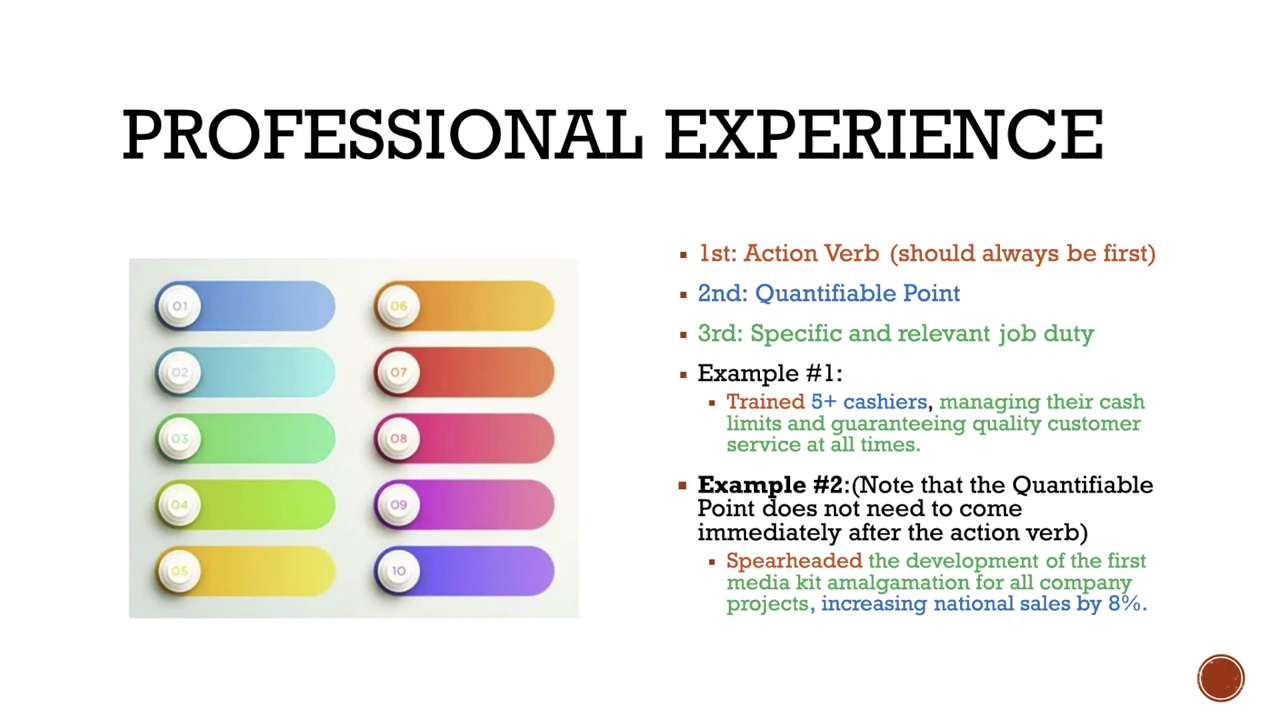 PROFESSIONAL EXPERIENCE
01
02
03
04
05
06
07
08
09
10
1st: Action Verb (should always be first)
2nd: Quantifiable Point
3rd: Specific and relevant job duty
Example #1:
Trained 5+ cashiers, managing their cash
limits and guaranteeing quality customer
service at all times.
Example #2:(Note that the Quantifiable
Point does not need to come
immediately after the action verb)
Spearheaded the development of the first
media kit amalgamation for all company
projects, increasing national sales by 8%.